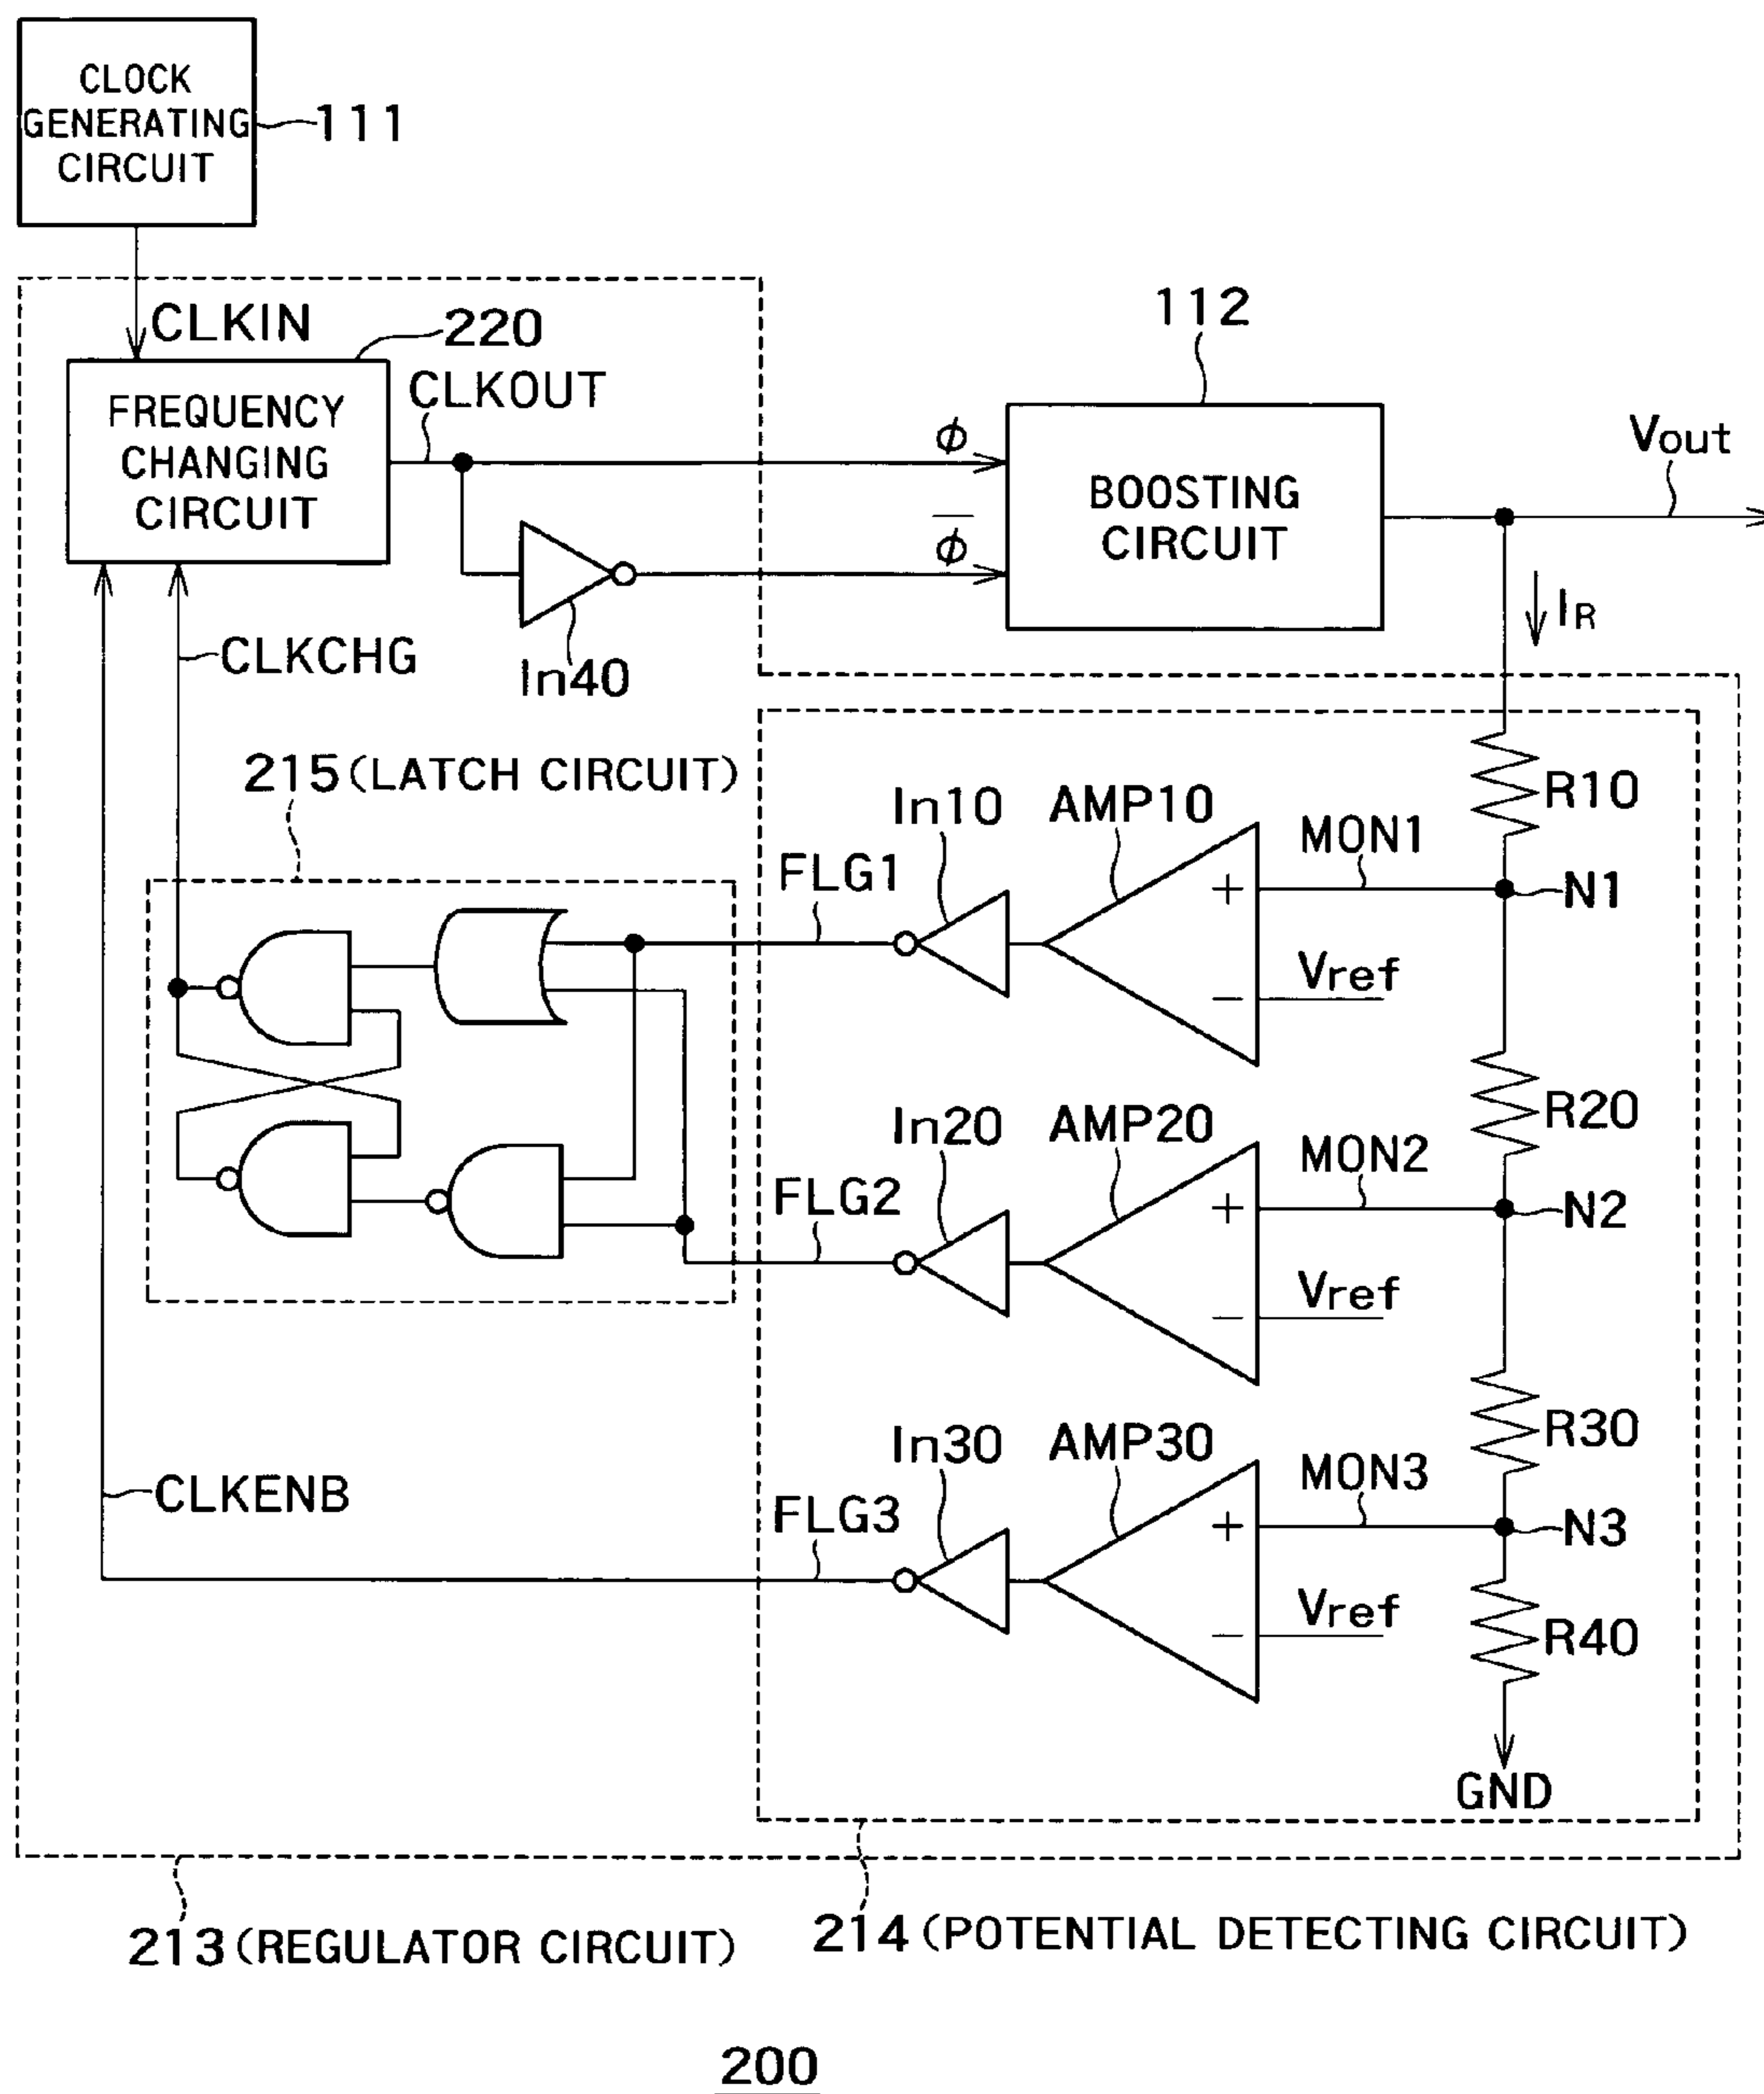 CLOCK
GENERATING
CIRCUIT
111
CLKIN
220
FREQUENCY
CHANGING
CIRCUIT
CLKOUT
112
ϕ
ϕ̅
BOOSTING
CIRCUIT
Vout
IR
CLKCHG
In40
215 (LATCH CIRCUIT)
R10
In10
AMP10
MON1
FLG1
+
N1
Vref
−
R20
In20
AMP20
MON2
FLG2
+
N2
Vref
−
R30
In30
AMP30
MON3
CLKENB
FLG3
+
N3
Vref
−
R40
GND
213 (REGULATOR CIRCUIT)
214 (POTENTIAL DETECTING CIRCUIT)
200